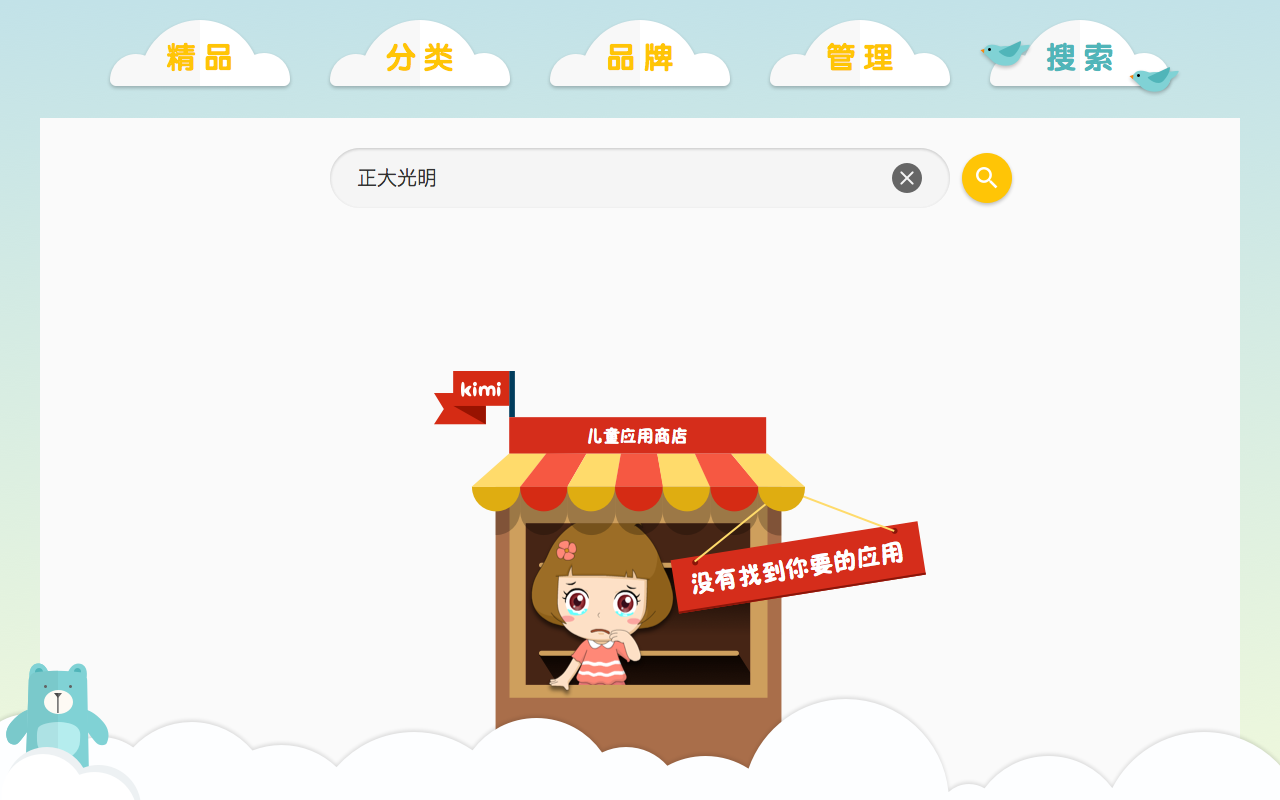 精品
分类
品牌
管理
搜索
正大光明
kimi
儿童应用商店
没有找到你要的应用